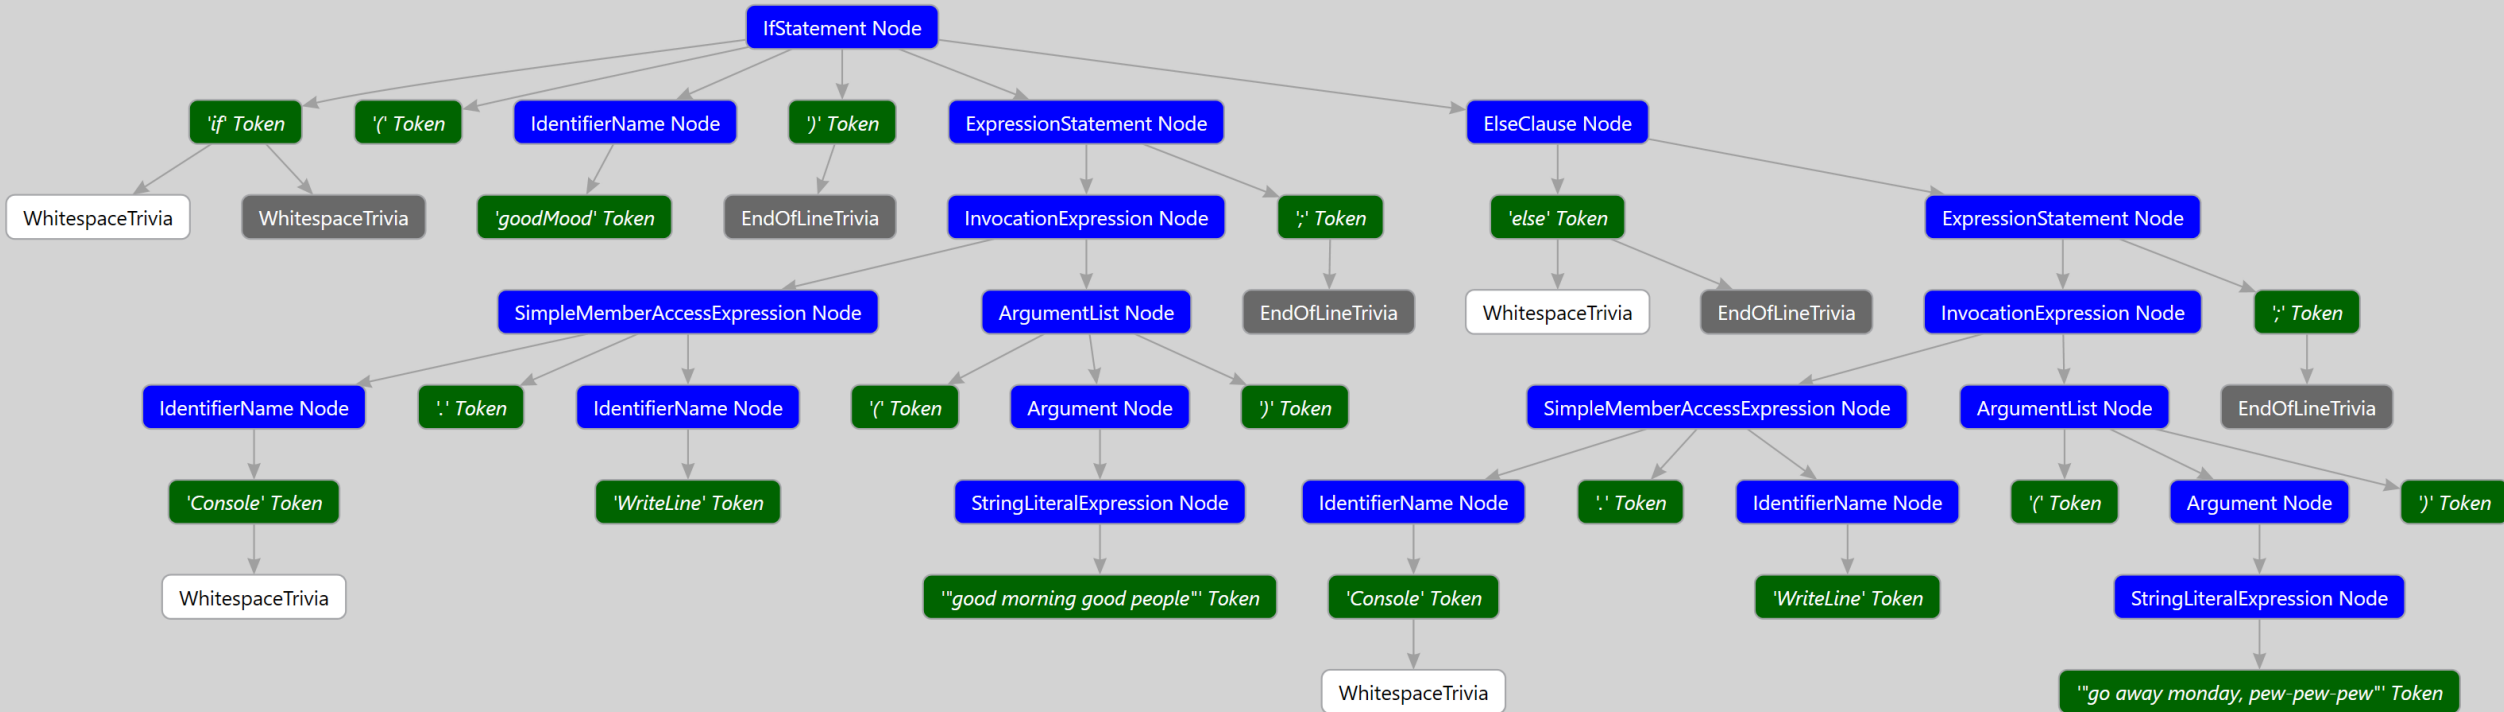 IfStatement Node
'if' Token
'(' Token
IdentifierName Node
')' Token
ExpressionStatement Node
ElseClause Node
WhitespaceTrivia
WhitespaceTrivia
'goodMood' Token
EndOfLineTrivia
InvocationExpression Node
';' Token
'else' Token
ExpressionStatement Node
SimpleMemberAccessExpression Node
ArgumentList Node
EndOfLineTrivia
WhitespaceTrivia
EndOfLineTrivia
InvocationExpression Node
';' Token
IdentifierName Node
'.' Token
IdentifierName Node
'(' Token
Argument Node
')' Token
SimpleMemberAccessExpression Node
ArgumentList Node
EndOfLineTrivia
'Console' Token
'WriteLine' Token
StringLiteralExpression Node
IdentifierName Node
'.' Token
IdentifierName Node
'(' Token
Argument Node
')' Token
WhitespaceTrivia
'"good morning good people"' Token
'Console' Token
'WriteLine' Token
StringLiteralExpression Node
WhitespaceTrivia
'"go away monday, pew-pew-pew"' Token